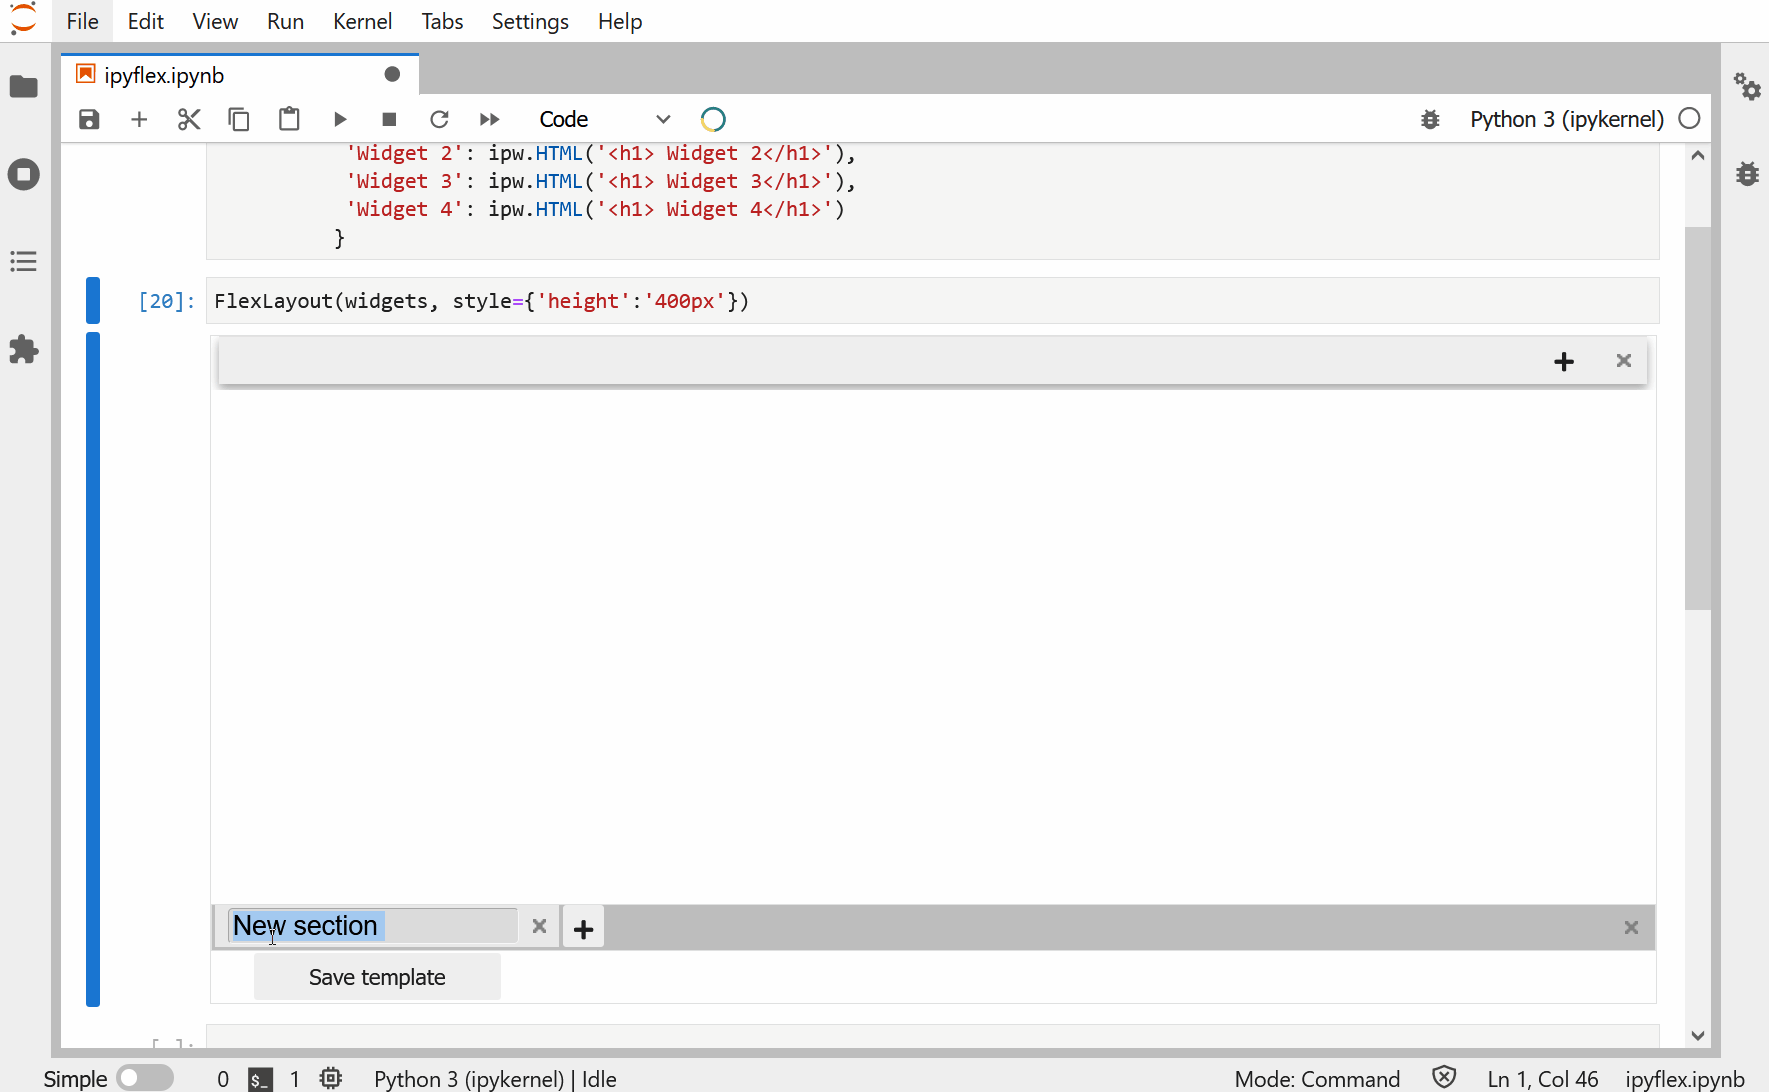 File Edit View Run Kernel Tabs Settings Help
ipyflex.ipynb
Code Python 3 (ipykernel)
'Widget 2': ipw.HTML('<h1> Widget 2</h1>'),
'Widget 3': ipw.HTML('<h1> Widget 3</h1>'),
'Widget 4': ipw.HTML('<h1> Widget 4</h1>')
}
[20]: FlexLayout(widgets, style={'height':'400px'})
New section
Save template
[ ]:
Simple 0 $_ 1 Python 3 (ipykernel) | Idle Mode: Command Ln 1, Col 46 ipyflex.ipynb